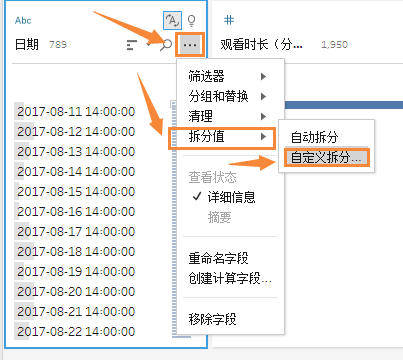 Abc
#
日期 789
观看时长（分... 1,950
筛选器
分组和替换
清理
拆分值
自动拆分
自定义拆分...
查看状态
✓ 详细信息
摘要
重命名字段
创建计算字段...
移除字段
2017-08-11 14:00:00
2017-08-12 14:00:00
2017-08-13 14:00:00
2017-08-14 14:00:00
2017-08-15 14:00:00
2017-08-16 14:00:00
2017-08-17 14:00:00
2017-08-18 14:00:00
2017-08-19 14:00:00
2017-08-20 14:00:00
2017-08-21 14:00:00
2017-08-22 14:00:00